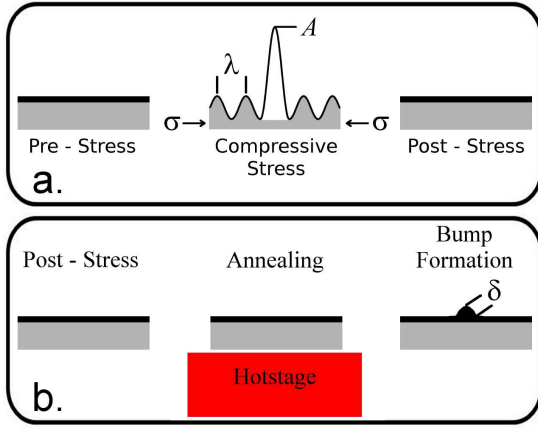 A
λ
σ
σ
Pre - Stress
Compressive
Stress
Post - Stress
a.
Post - Stress
Annealing
Bump
Formation
δ
Hotstage
b.